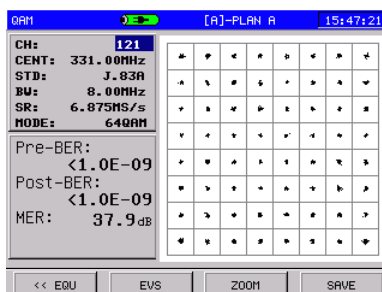 QAM [A]-PLAN A 15:47:21
CH: 121
CENT: 331.00MHz
STD: J.83A
BW: 8.00MHz
SR: 6.875MS/s
MODE: 64QAM
Pre-BER:
<1.0E-09
Post-BER:
<1.0E-09
MER: 37.9dB
<< EQU EVS ZOOM SAVE